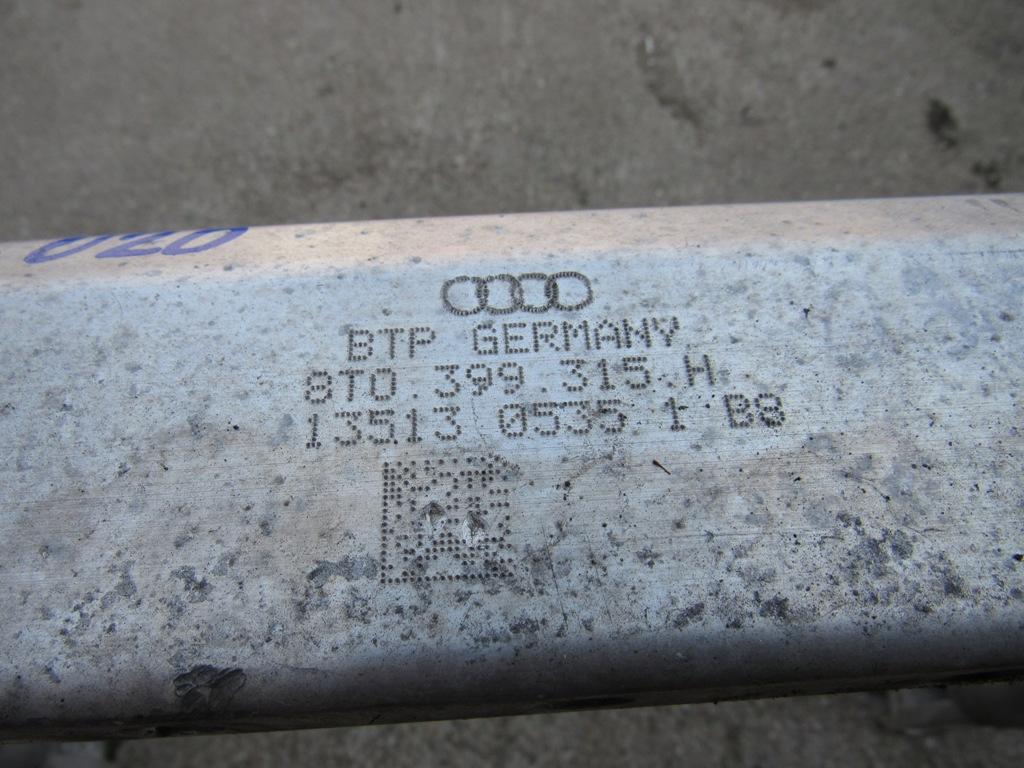 020
BTP GERMANY
8T0.399.315.H
13513 0535 1 B8